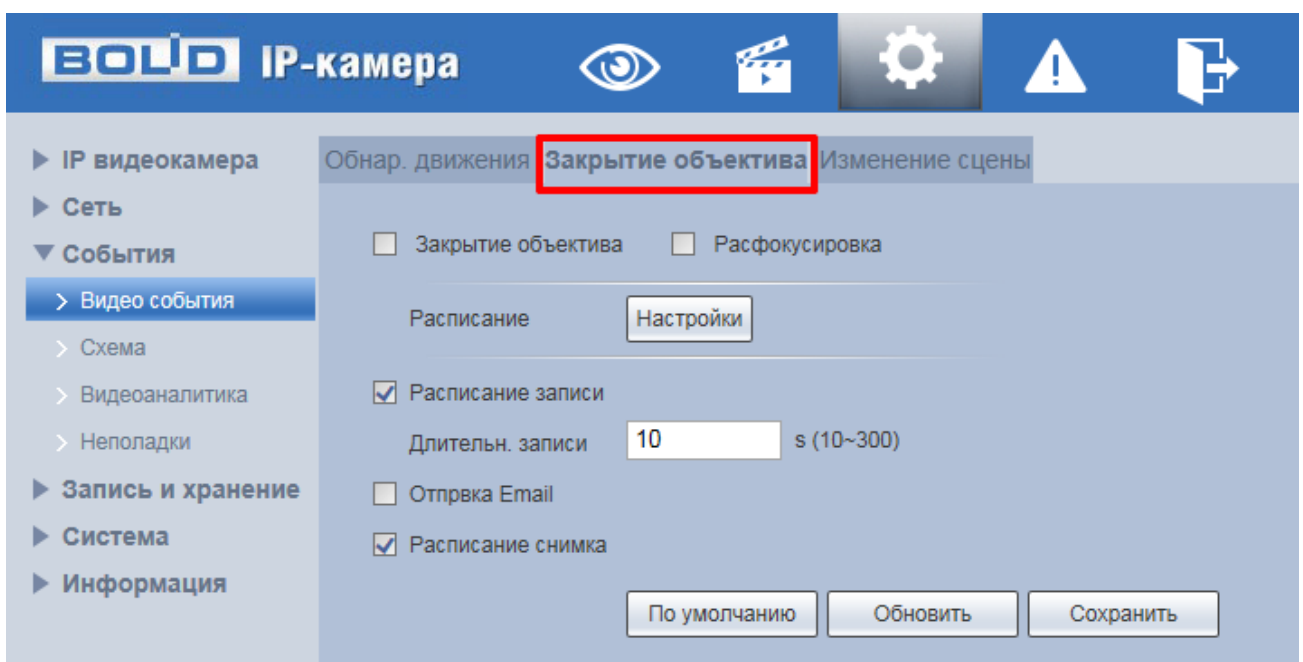 BOLID IP-камера
IP видеокамера
Сеть
События
Видео события
Схема
Видеоаналитика
Неполадки
Запись и хранение
Система
Информация
Обнар. движения Закрытие объектива Изменение сцены
Закрытие объектива Расфокусировка
Расписание Настройки
Расписание записи
Длительн. записи 10 s (10~300)
Отпрвка Email
Расписание снимка
По умолчанию Обновить Сохранить